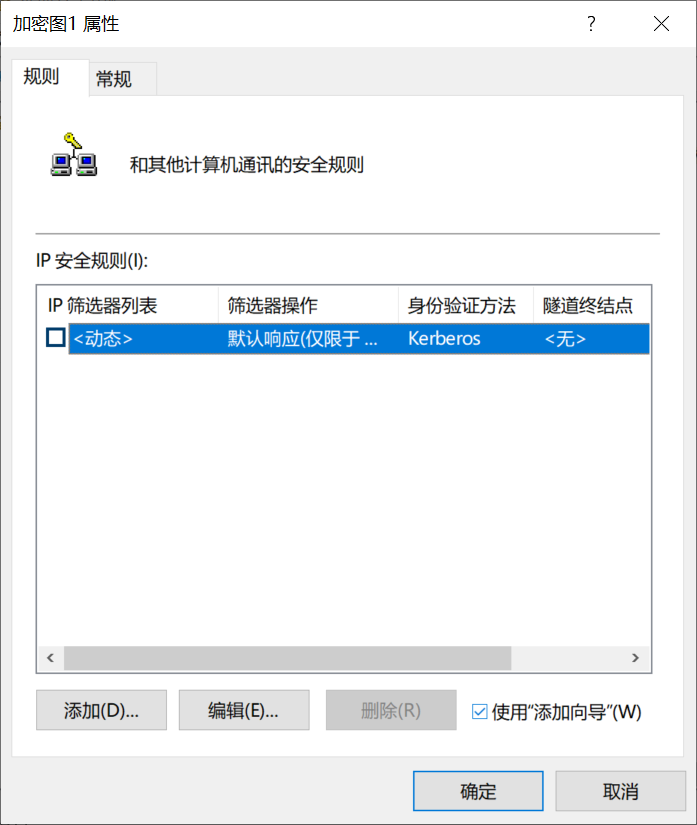 加密图1 属性
规则 常规
和其他计算机通讯的安全规则
IP 安全规则(I):
IP 筛选器列表 筛选器操作 身份验证方法 隧道终结点
<动态> 默认响应(仅限于 ... Kerberos <无>
添加(D)... 编辑(E)... 删除(R) 使用“添加向导”(W)
确定 取消